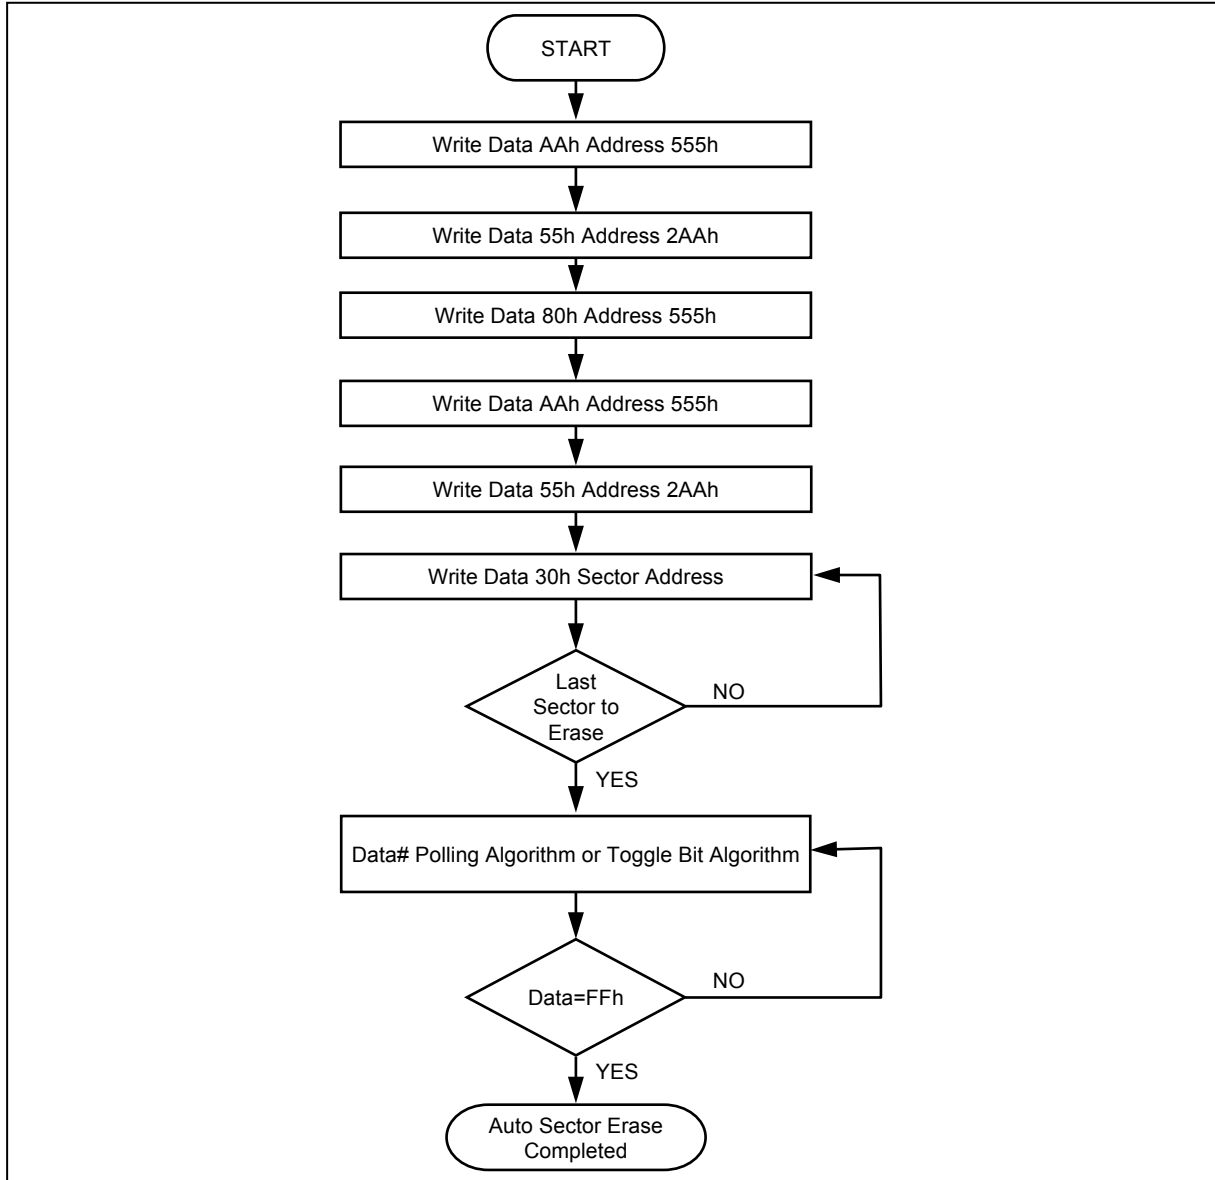 START
Write Data AAh Address 555h
Write Data 55h Address 2AAh
Write Data 80h Address 555h
Write Data AAh Address 555h
Write Data 55h Address 2AAh
Write Data 30h Sector Address
Last
Sector to
Erase
NO
YES
Data# Polling Algorithm or Toggle Bit Algorithm
Data=FFh
NO
YES
Auto Sector Erase
Completed